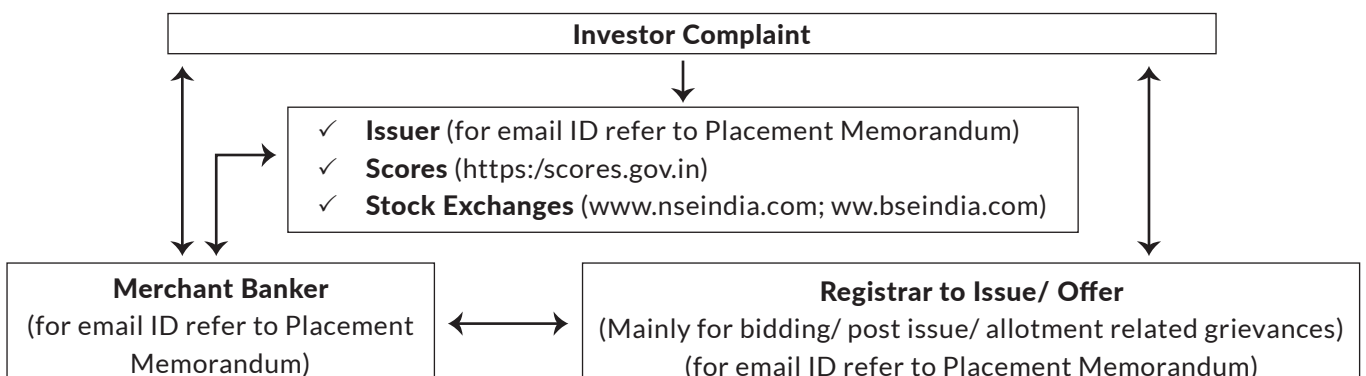 Investor Complaint
✓ Issuer (for email ID refer to Placement Memorandum)
✓ Scores (https:/scores.gov.in)
✓ Stock Exchanges (www.nseindia.com; ww.bseindia.com)
Merchant Banker
(for email ID refer to Placement
Memorandum)
Registrar to Issue/ Offer
(Mainly for bidding/ post issue/ allotment related grievances)
(for email ID refer to Placement Memorandum)